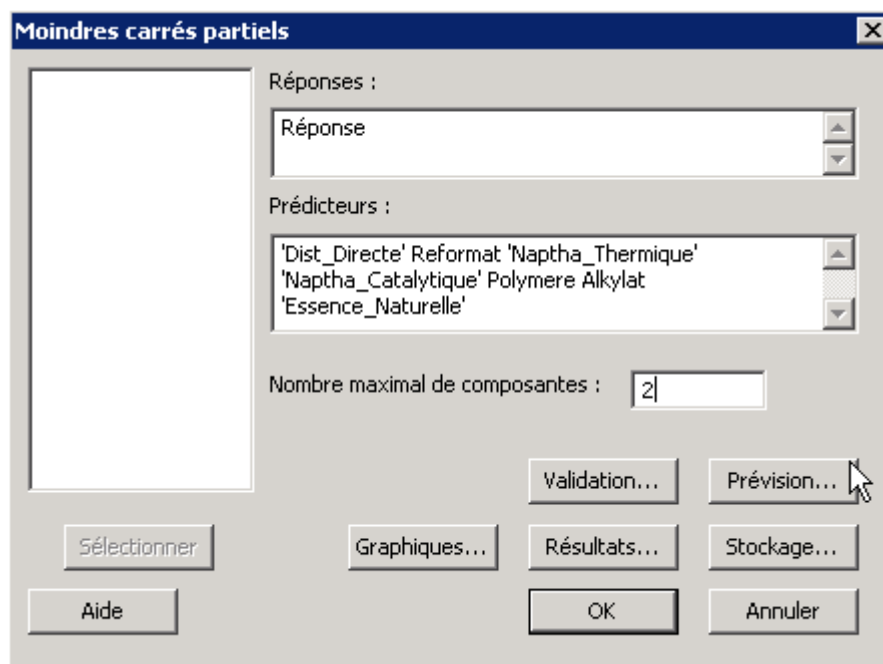 Moindres carrés partiels
Réponses :
Réponse
Prédicteurs :
'Dist_Directe' Reformat 'Naptha_Thermique'
'Naptha_Catalytique' Polymere Alkylat
'Essence_Naturelle'
Nombre maximal de composantes : 2
Validation... Prévision...
Sélectionner Graphiques... Résultats... Stockage...
Aide OK Annuler